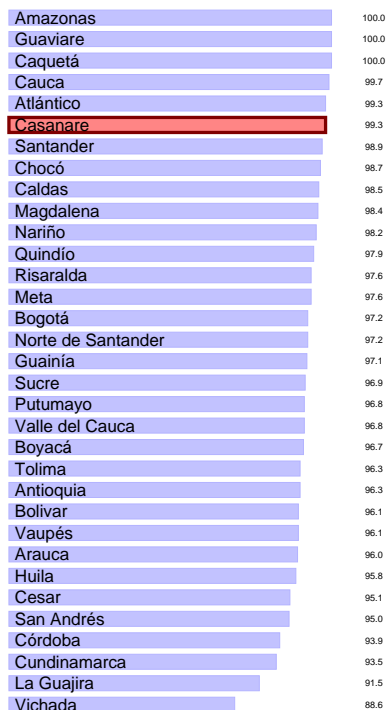 Amazonas 100.0
Guaviare 100.0
Caquetá 100.0
Cauca 99.7
Atlántico 99.3
Casanare 99.3
Santander 98.9
Chocó 98.7
Caldas 98.5
Magdalena 98.4
Nariño 98.2
Quindío 97.9
Risaralda 97.6
Meta 97.6
Bogotá 97.2
Norte de Santander 97.2
Guainía 97.1
Sucre 96.9
Putumayo 96.8
Valle del Cauca 96.8
Boyacá 96.7
Tolima 96.3
Antioquia 96.3
Bolivar 96.1
Vaupés 96.1
Arauca 96.0
Huila 95.8
Cesar 95.1
San Andrés 95.0
Córdoba 93.9
Cundinamarca 93.5
La Guajira 91.5
Vichada 88.6